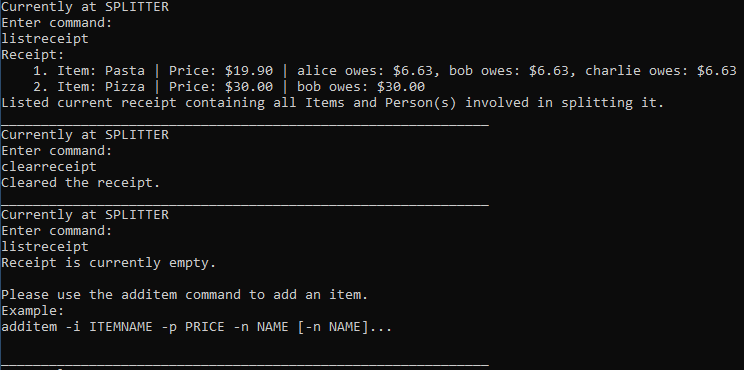 Currently at SPLITTER
Enter command:
listreceipt
Receipt:
    1. Item: Pasta | Price: $19.90 | alice owes: $6.63, bob owes: $6.63, charlie owes: $6.63
    2. Item: Pizza | Price: $30.00 | bob owes: $30.00
Listed current receipt containing all Items and Person(s) involved in splitting it.
Currently at SPLITTER
Enter command:
clearreceipt
Cleared the receipt.
Currently at SPLITTER
Enter command:
listreceipt
Receipt is currently empty.
Please use the additem command to add an item.
Example:
additem -i ITEMNAME -p PRICE -n NAME [-n NAME]...